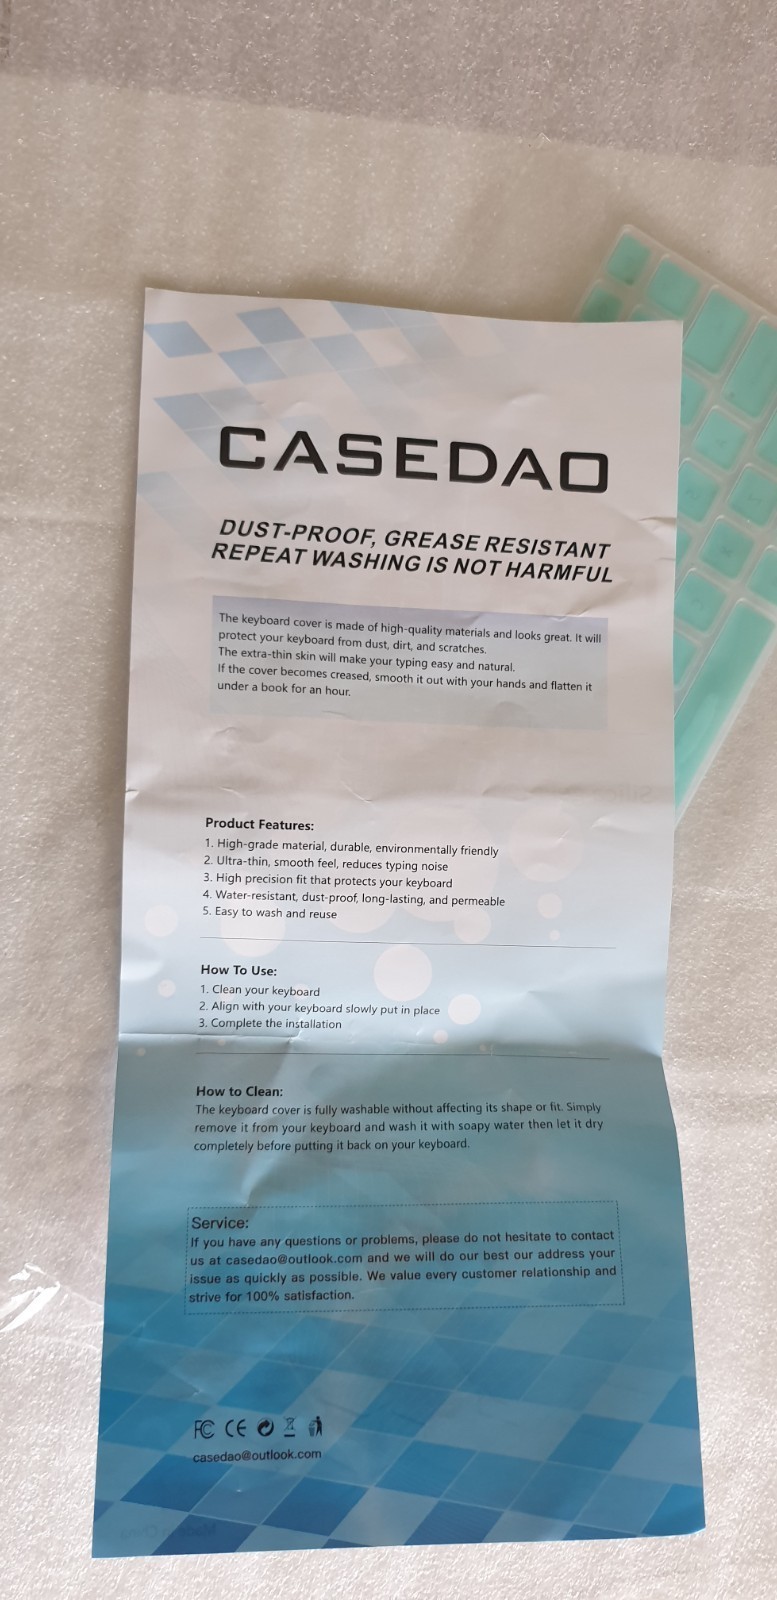 CASEDAO
DUST-PROOF, GREASE RESISTANT
REPEAT WASHING IS NOT HARMFUL
The keyboard cover is made of high-quality materials and looks great. It will
protect your keyboard from dust, dirt, and scratches.
The extra-thin skin will make your typing easy and natural.
If the cover becomes creased, smooth it out with your hands and flatten it
under a book for an hour.
Product Features:
1. High-grade material, durable, environmentally friendly
2. Ultra-thin, smooth feel, reduces typing noise
3. High precision fit that protects your keyboard
4. Water-resistant, dust-proof, long-lasting, and permeable
5. Easy to wash and reuse
How To Use:
1. Clean your keyboard
2. Align with your keyboard slowly put in place
3. Complete the installation
How to Clean:
The keyboard cover is fully washable without affecting its shape or fit. Simply
remove it from your keyboard and wash it with soapy water then let it dry
completely before putting it back on your keyboard.
Service:
If you have any questions or problems, please do not hesitate to contact
us at casedao@outlook.com and we will do our best our address your
issue as quickly as possible. We value every customer relationship and
strive for 100% satisfaction.
FC CE
casedao@outlook.com